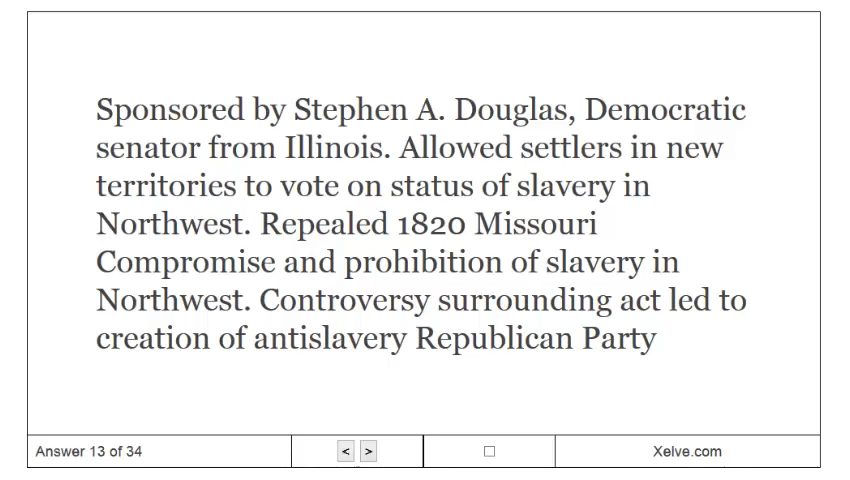 Sponsored by Stephen A. Douglas, Democratic
senator from Illinois. Allowed settlers in new
territories to vote on status of slavery in
Northwest. Repealed 1820 Missouri
Compromise and prohibition of slavery in
Northwest. Controversy surrounding act led to
creation of antislavery Republican Party
Answer 13 of 34
< >
Xelve.com